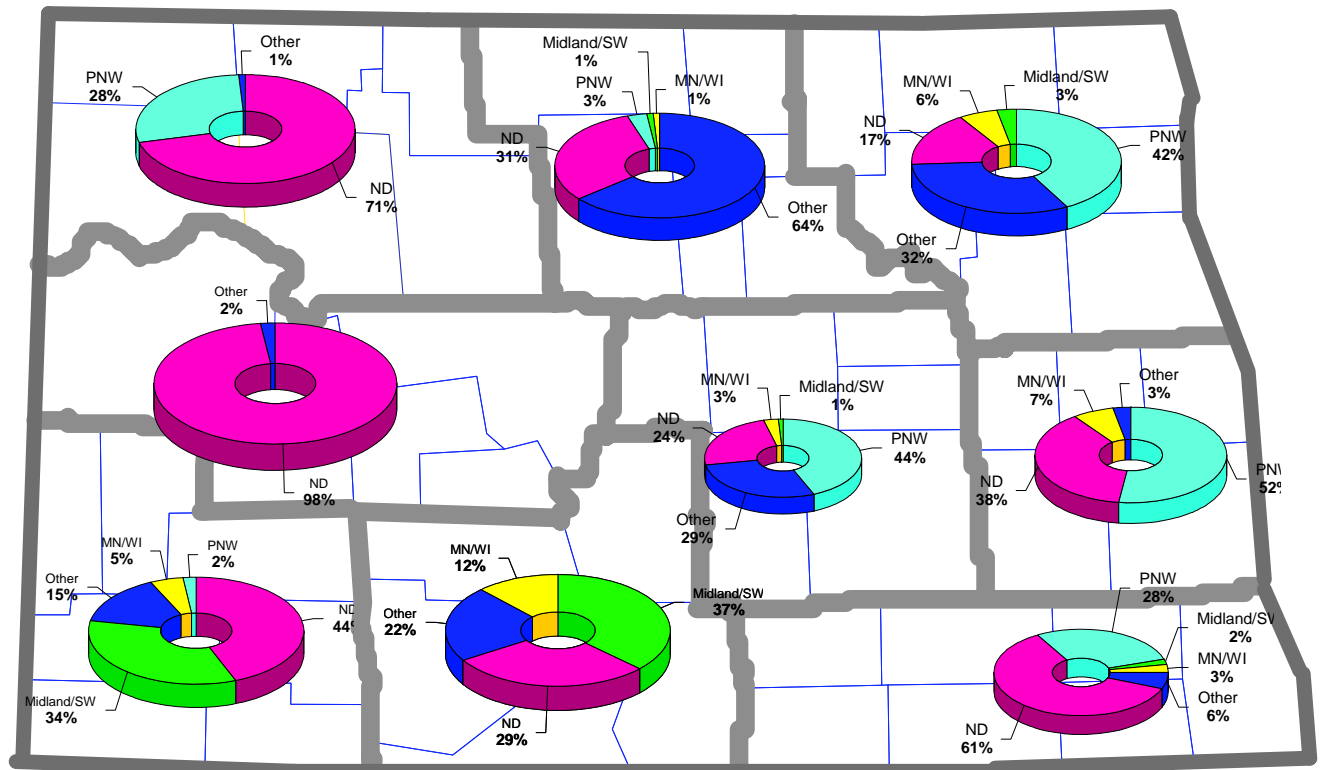 Other
1%
PNW
28%
ND
71%
Midland/SW
1%
PNW
3%
MN/WI
1%
ND
31%
Other
64%
MN/WI
6%
Midland/SW
3%
ND
17%
PNW
42%
Other
32%
Other
2%
ND
98%
MN/WI
3%
Midland/SW
1%
ND
24%
PNW
44%
Other
29%
MN/WI
7%
Other
3%
ND
38%
PN
52%
MN/WI
5%
PNW
2%
Other
15%
ND
44%
Midland/SW
34%
MN/WI
12%
Other
22%
Midland/SW
37%
ND
29%
PNW
28%
Midland/SW
2%
MN/WI
3%
Other
6%
ND
61%